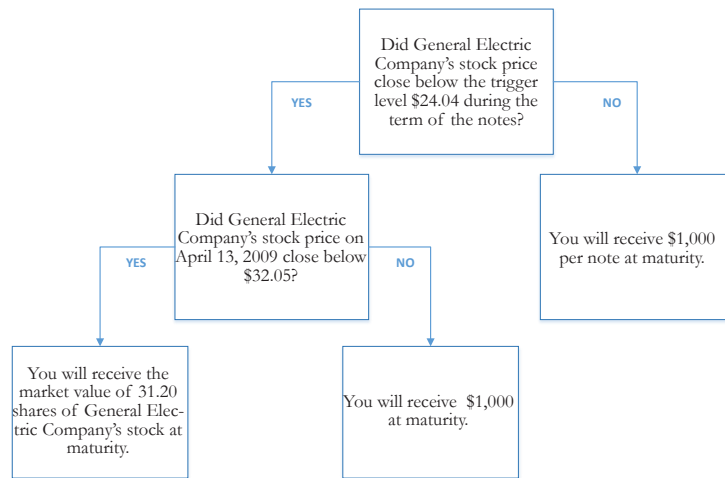 Did General Electric
Company's stock price
close below the trigger
level $24.04 during the
term of the notes?
YES
NO
Did General Electric
Company's stock price on
April 13, 2009 close below
$32.05?
You will receive $1,000
per note at maturity.
YES
NO
You will receive the
market value of 31.20
shares of General Elec-
tric Company's stock at
maturity.
You will receive $1,000
at maturity.